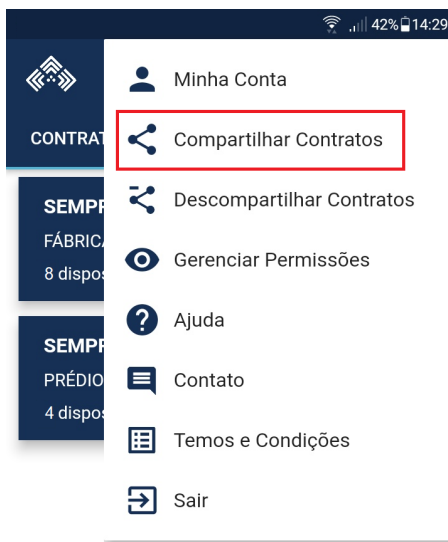 42% 14:29
Minha Conta
CONTRAT
Compartilhar Contratos
SEMPR
Descompartilhar Contratos
FÁBRICA
8 dispos
Gerenciar Permissões
Ajuda
SEMPR
PRÉDIO
4 dispos
Contato
Temos e Condições
Sair